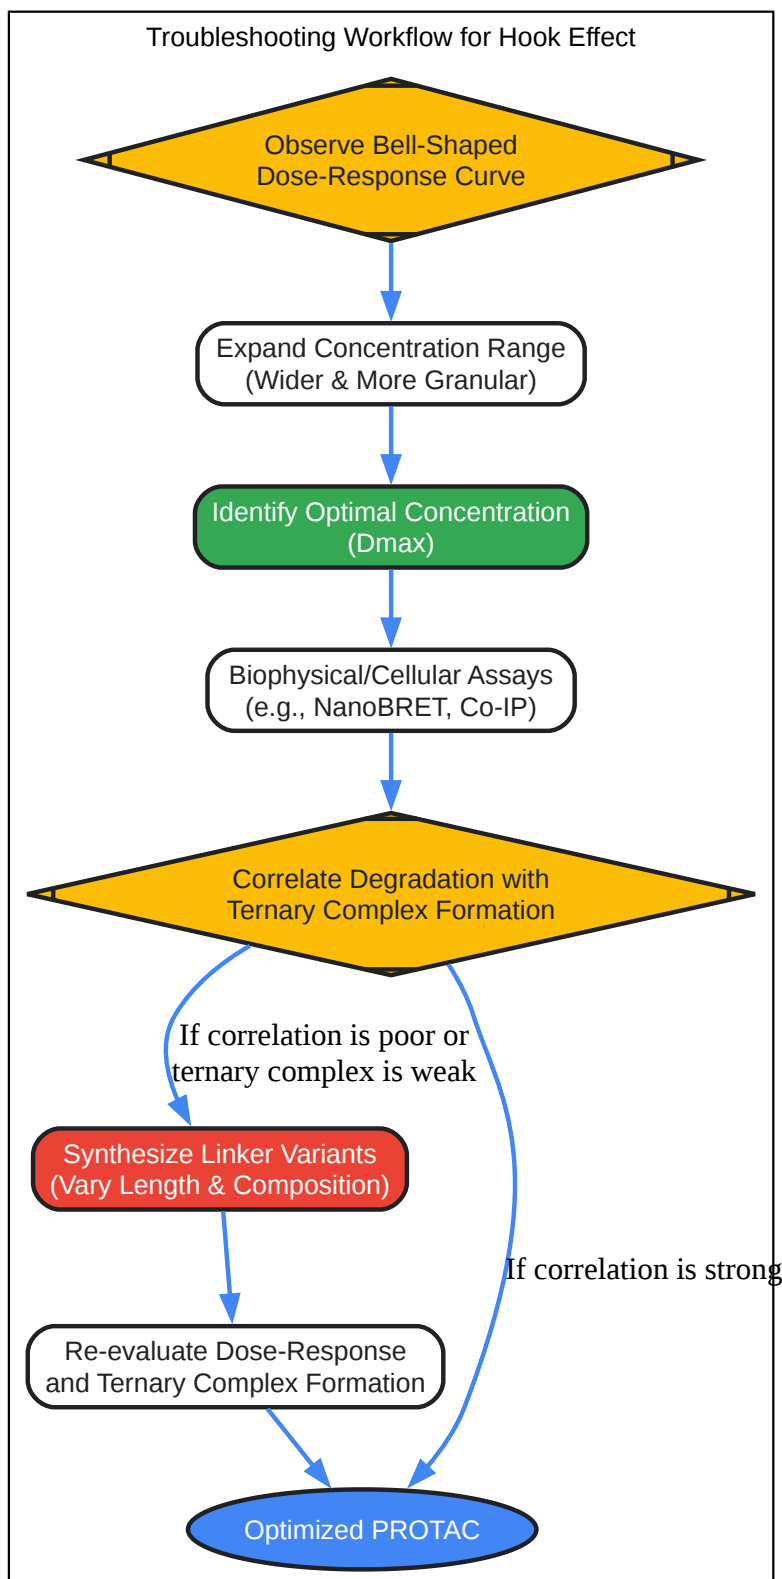 Troubleshooting Workflow for Hook Effect
Observe Bell-Shaped
Dose-Response Curve
Expand Concentration Range
(Wider & More Granular)
Identify Optimal Concentration
(Dmax)
Biophysical/Cellular Assays
(e.g., NanoBRET, Co-IP)
Correlate Degradation with
Ternary Complex Formation
If correlation is poor or
ternary complex is weak
Synthesize Linker Variants
(Vary Length & Composition)
If correlation is strong
Re-evaluate Dose-Response
and Ternary Complex Formation
Optimized PROTAC